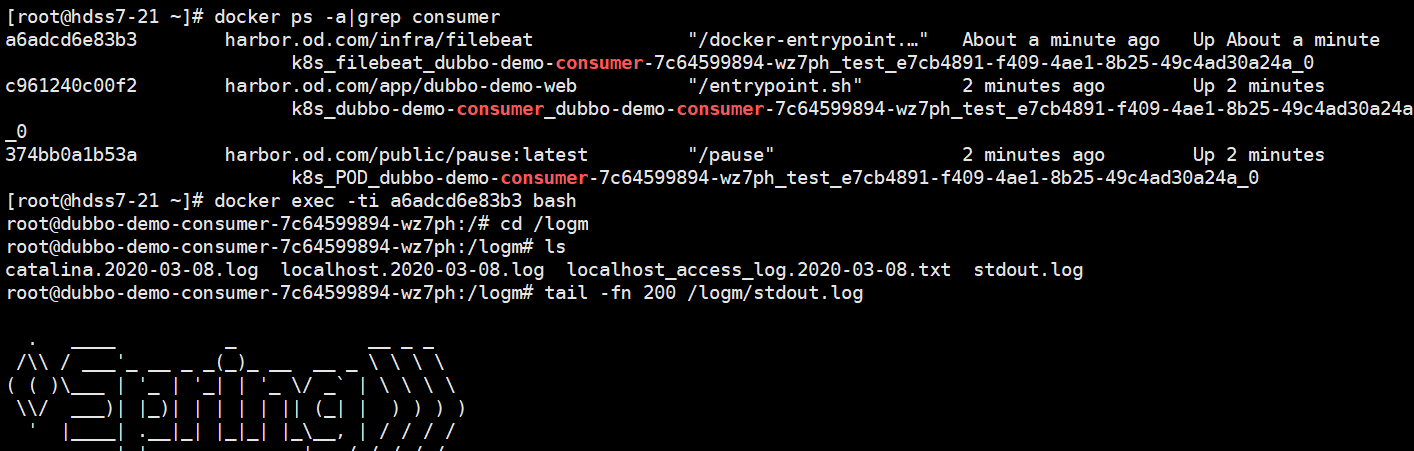 [root@hdss7-21 ~]# docker ps -a|grep consumer
a6adcd6e83b3        harbor.od.com/infra/filebeat              "/docker-entrypoint.…"   About a minute ago   Up About a minute
                          k8s_filebeat_dubbo-demo-consumer-7c64599894-wz7ph_test_e7cb4891-f409-4ae1-8b25-49c4ad30a24a_0
c961240c00f2        harbor.od.com/app/dubbo-demo-web          "/entrypoint.sh"         2 minutes ago        Up 2 minutes
                          k8s_dubbo-demo-consumer_dubbo-demo-consumer-7c64599894-wz7ph_test_e7cb4891-f409-4ae1-8b25-49c4ad30a24a
_0
374bb0a1b53a        harbor.od.com/public/pause:latest         "/pause"                 2 minutes ago        Up 2 minutes
                          k8s_POD_dubbo-demo-consumer-7c64599894-wz7ph_test_e7cb4891-f409-4ae1-8b25-49c4ad30a24a_0
[root@hdss7-21 ~]# docker exec -ti a6adcd6e83b3 bash
root@dubbo-demo-consumer-7c64599894-wz7ph:/# cd /logm
root@dubbo-demo-consumer-7c64599894-wz7ph:/logm# ls
catalina.2020-03-08.log  localhost.2020-03-08.log  localhost_access_log.2020-03-08.txt  stdout.log
root@dubbo-demo-consumer-7c64599894-wz7ph:/logm# tail -fn 200 /logm/stdout.log

  .   ____          _            __ _ _
 /\\ / ___'_ __ _ _(_)_ __  __ _ \ \ \ \
( ( )\___ | '_ | '_| | '_ \/ _` | \ \ \ \
 \\/  ___)| |_)| | | | | || (_| |  ) ) ) )
  '  |____| .__|_| |_|_| |_\__, | / / / /